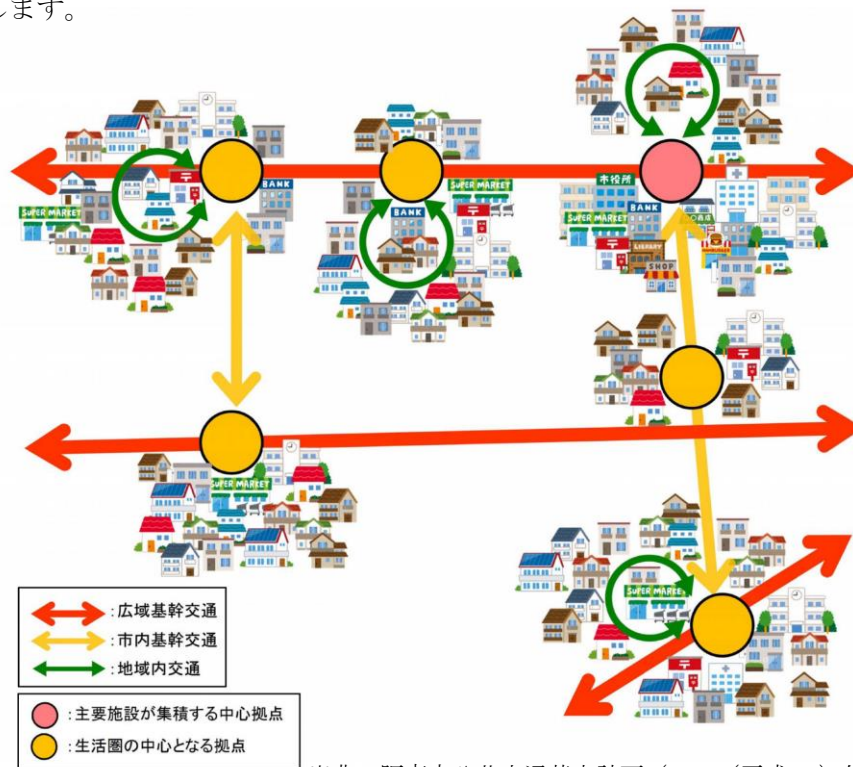 します。
市役所
SUPER MARKET
BANK
BANK
SUPER MARKET
SUPER MARKET
BANK
LIBRARY
SHOP
SUPER MARKET
SUPER MARKET
:広域基幹交通
:市内基幹交通
:地域内交通
:主要施設が集積する中心拠点
:生活圏の中心となる拠点